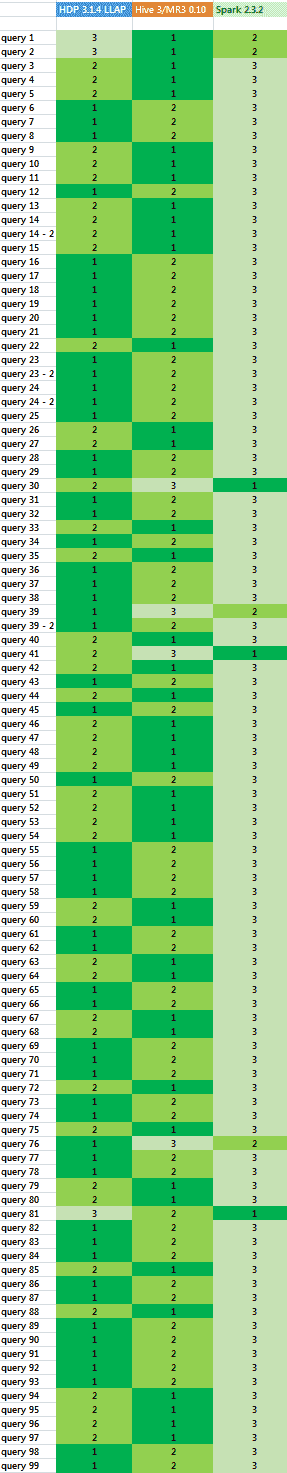 HDP 3.1.4 LLAP Hive 3/MR3 0.10 Spark 2.3.2
query 1 3 1 2
query 2 3 1 2
query 3 2 1 3
query 4 2 1 3
query 5 2 1 3
query 6 1 2 3
query 7 1 2 3
query 8 1 2 3
query 9 2 1 3
query 10 2 1 3
query 11 2 1 3
query 12 1 2 3
query 13 2 1 3
query 14 2 1 3
query 14 - 2 2 1 3
query 15 2 1 3
query 16 1 2 3
query 17 1 2 3
query 18 1 2 3
query 19 1 2 3
query 20 1 2 3
query 21 1 2 3
query 22 2 1 3
query 23 1 2 3
query 23 - 2 1 2 3
query 24 1 2 3
query 24 - 2 1 2 3
query 25 1 2 3
query 26 2 1 3
query 27 2 1 3
query 28 1 2 3
query 29 1 2 3
query 30 2 3 1
query 31 1 2 3
query 32 1 2 3
query 33 2 1 3
query 34 1 2 3
query 35 2 1 3
query 36 1 2 3
query 37 1 2 3
query 38 1 2 3
query 39 1 3 2
query 39 - 2 1 2 3
query 40 2 1 3
query 41 2 3 1
query 42 2 1 3
query 43 1 2 3
query 44 2 1 3
query 45 1 2 3
query 46 2 1 3
query 47 2 1 3
query 48 2 1 3
query 49 2 1 3
query 50 1 2 3
query 51 2 1 3
query 52 2 1 3
query 53 2 1 3
query 54 2 1 3
query 55 1 2 3
query 56 1 2 3
query 57 1 2 3
query 58 1 2 3
query 59 2 1 3
query 60 2 1 3
query 61 1 2 3
query 62 1 2 3
query 63 2 1 3
query 64 2 1 3
query 65 1 2 3
query 66 1 2 3
query 67 2 1 3
query 68 2 1 3
query 69 1 2 3
query 70 1 2 3
query 71 1 2 3
query 72 2 1 3
query 73 1 2 3
query 74 1 2 3
query 75 2 1 3
query 76 1 3 2
query 77 1 2 3
query 78 1 2 3
query 79 2 1 3
query 80 2 1 3
query 81 3 2 1
query 82 1 2 3
query 83 1 2 3
query 84 1 2 3
query 85 2 1 3
query 86 1 2 3
query 87 1 2 3
query 88 2 1 3
query 89 1 2 3
query 90 1 2 3
query 91 1 2 3
query 92 1 2 3
query 93 1 2 3
query 94 2 1 3
query 95 2 1 3
query 96 2 1 3
query 97 2 1 3
query 98 1 2 3
query 99 1 2 3